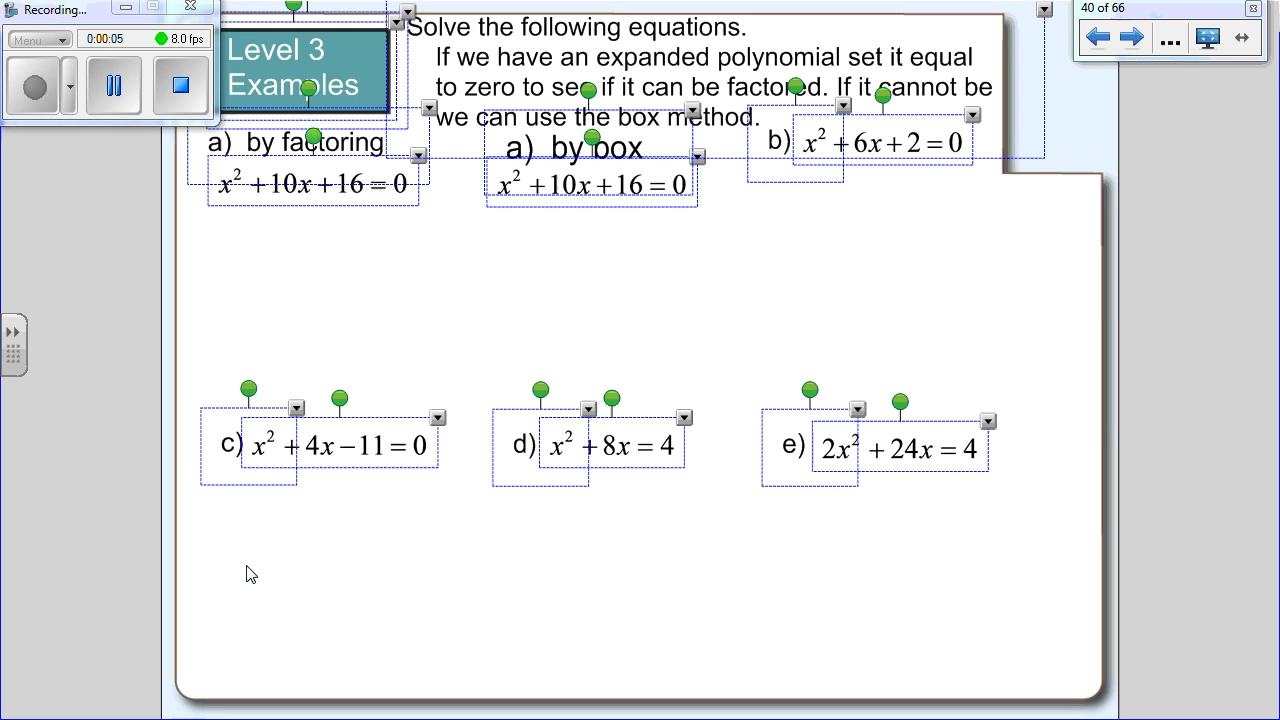 Recording...
Menu
0:00:05
8.0 fps
40 of 66
Level 3
Examples
Solve the following equations.
If we have an expanded polynomial set it equal
to zero to see if it can be factored. If it cannot be
we can use the box method.
a) by factoring
x² + 10x + 16 = 0
a) by box
x² + 10x + 16 = 0
b) x² + 6x + 2 = 0
c) x² + 4x − 11 = 0
d) x² + 8x = 4
e) 2x² + 24x = 4